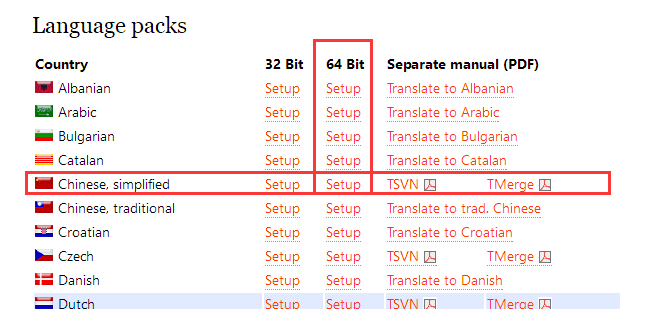 Language packs
Country 32 Bit 64 Bit Separate manual (PDF)
Albanian Setup Setup Translate to Albanian
Arabic Setup Setup Translate to Arabic
Bulgarian Setup Setup Translate to Bulgarian
Catalan Setup Setup Translate to Catalan
Chinese, simplified Setup Setup TSVN TMerge
Chinese, traditional Setup Setup Translate to trad. Chinese
Croatian Setup Setup Translate to Croatian
Czech Setup Setup TSVN TMerge
Danish Setup Setup Translate to Danish
Dutch Setup Setup TSVN TMerge